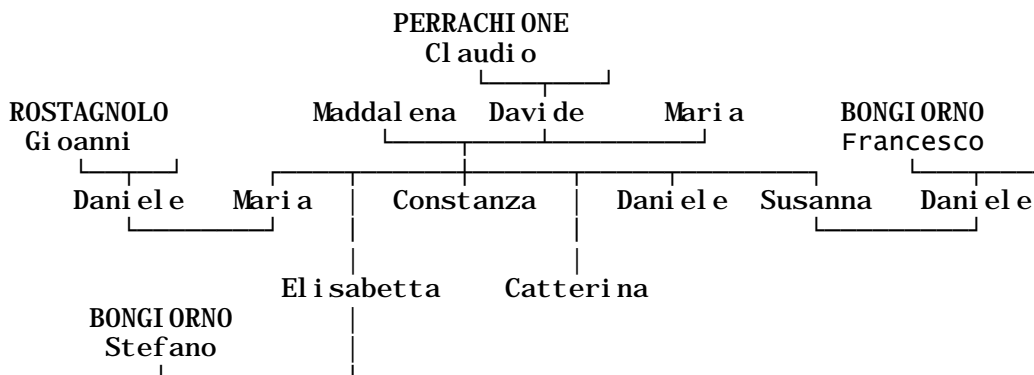 PERRACHIONE
Claudio
ROSTAGNOLO Maddalena Davide Maria BONGIORNO
Gioanni Francesco
Daniele Maria Constanza Daniele Susanna Daniele
Elisabetta Catterina
BONGIORNO
Stefano